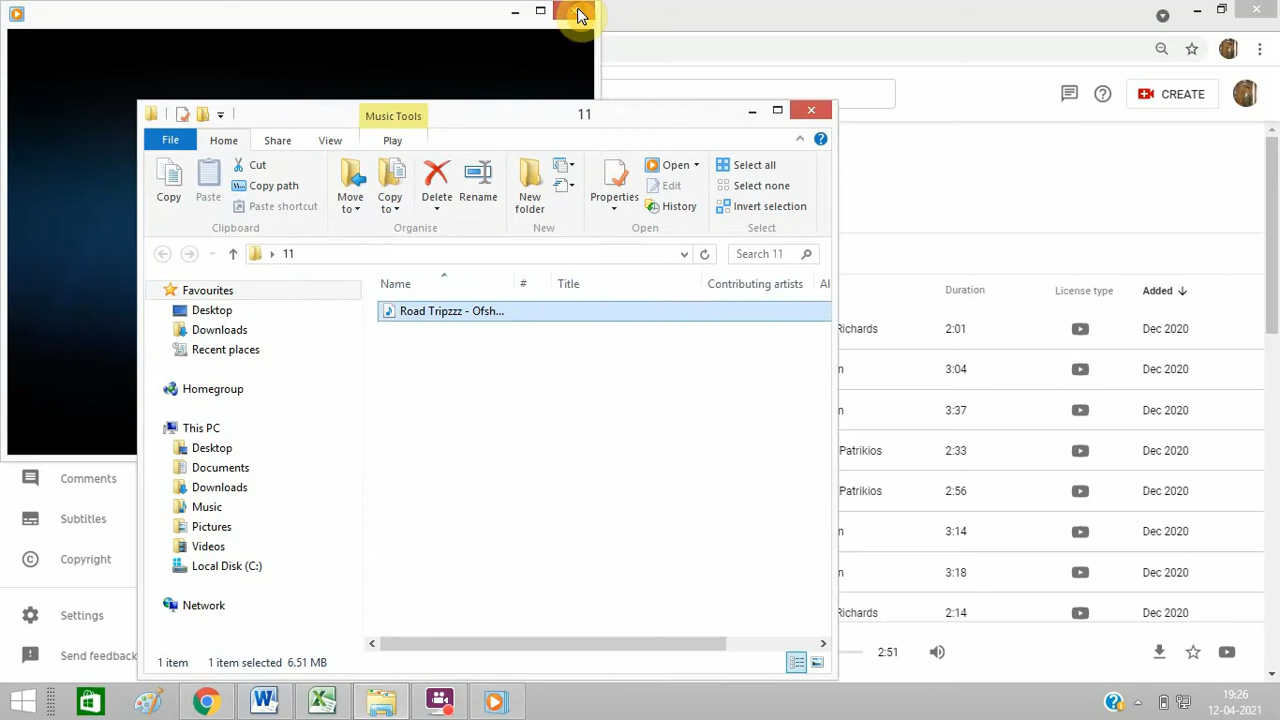 Music Tools
11
File
Home
Share
View
Play
Copy
Paste
Cut
Copy path
Paste shortcut
Clipboard
Move to
Copy to
Delete
Rename
Organise
New folder
New
Properties
Open
Edit
History
Open
Select all
Select none
Invert selection
Select
11
Search 11
Name
#
Title
Contributing artists
Al
Favourites
Desktop
Downloads
Recent places
Homegroup
This PC
Desktop
Documents
Downloads
Music
Pictures
Videos
Local Disk (C:)
Network
Road Tripzzz - Ofsh...
1 item
1 item selected 6.51 MB
CREATE
Duration
License type
Added
Richards
2:01
Dec 2020
n
3:04
Dec 2020
n
3:37
Dec 2020
Patrikios
2:33
Dec 2020
Patrikios
2:56
Dec 2020
n
3:14
Dec 2020
n
3:18
Dec 2020
Richards
2:14
Dec 2020
2:51
Comments
Subtitles
Copyright
Settings
Send feedback
19:26
12-04-2021